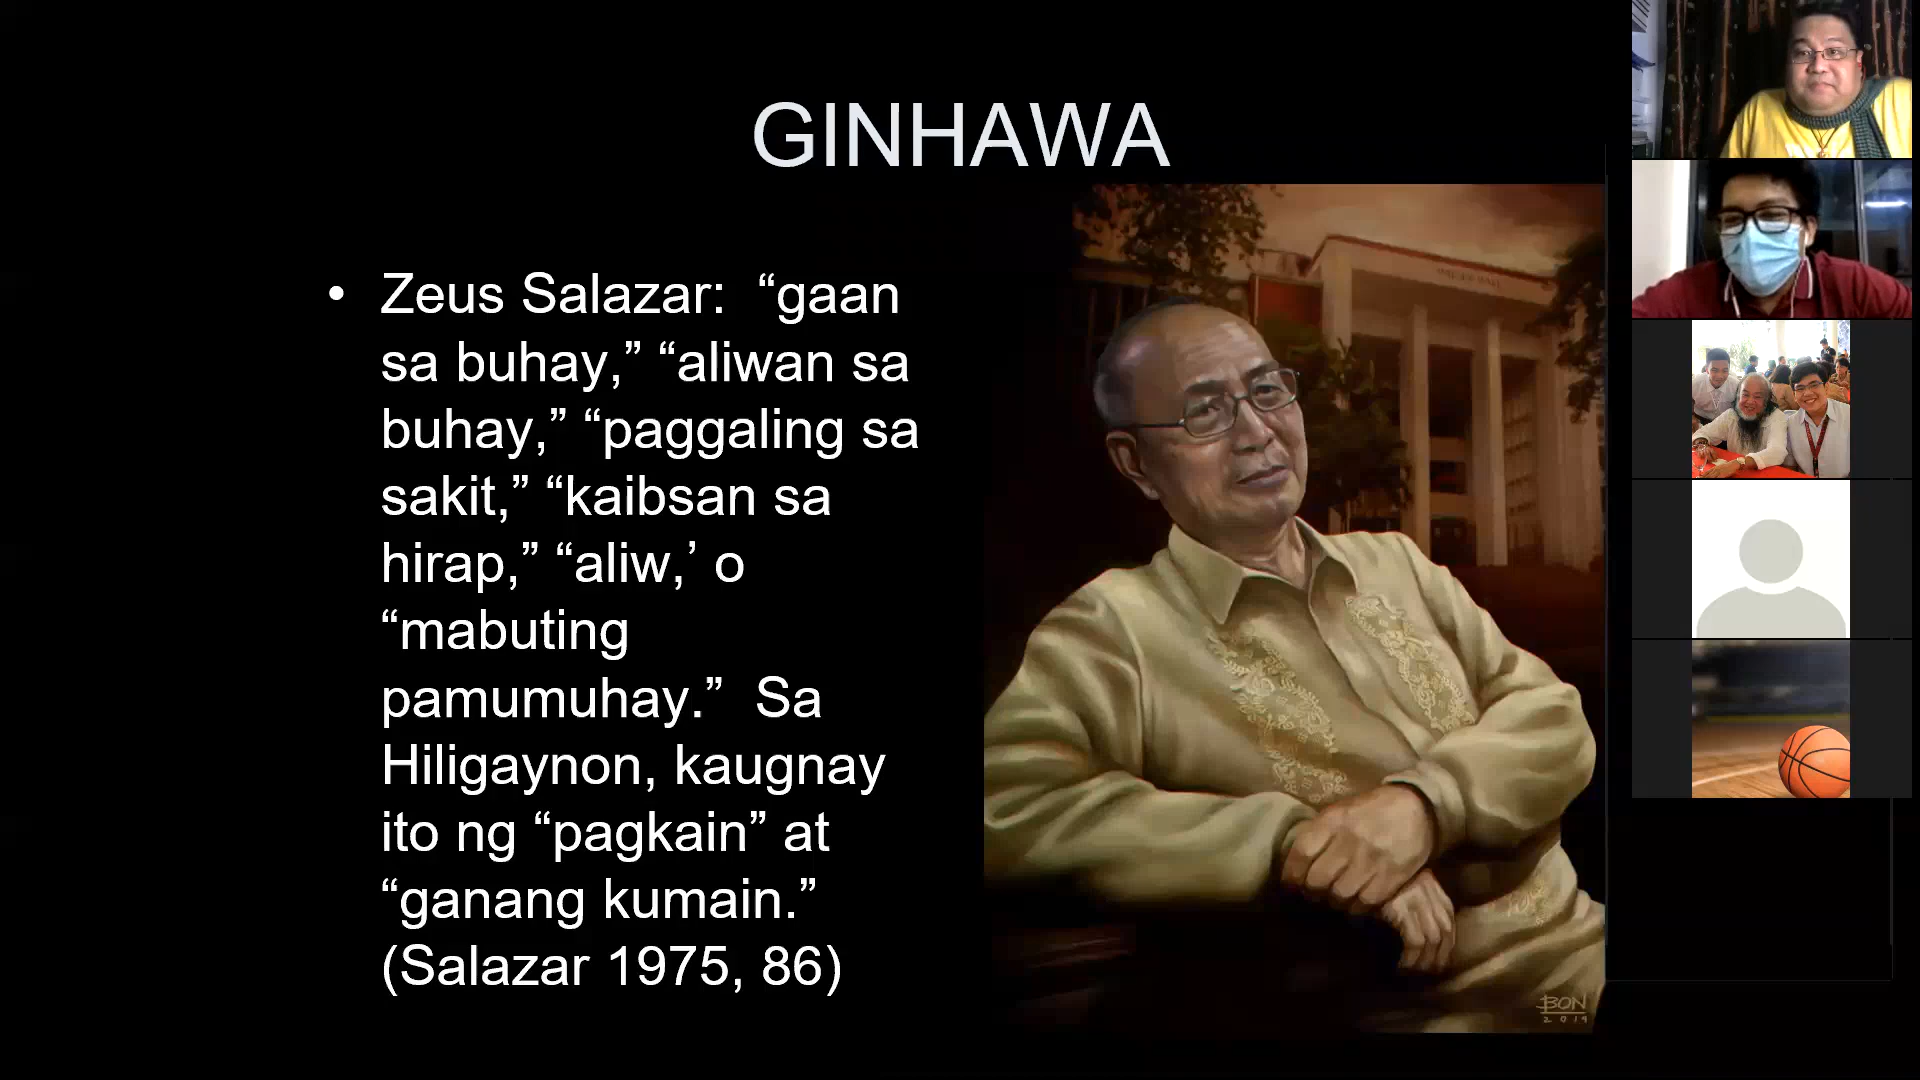 GINHAWA
• Zeus Salazar:  “gaan
sa buhay,” “aliwan sa
buhay,” “paggaling sa
sakit,” “kaibsan sa
hirap,” “aliw,’ o
“mabuting
pamumuhay.”  Sa
Hiligaynon, kaugnay
ito ng “pagkain” at
“ganang kumain.”
(Salazar 1975, 86)
BON
2019